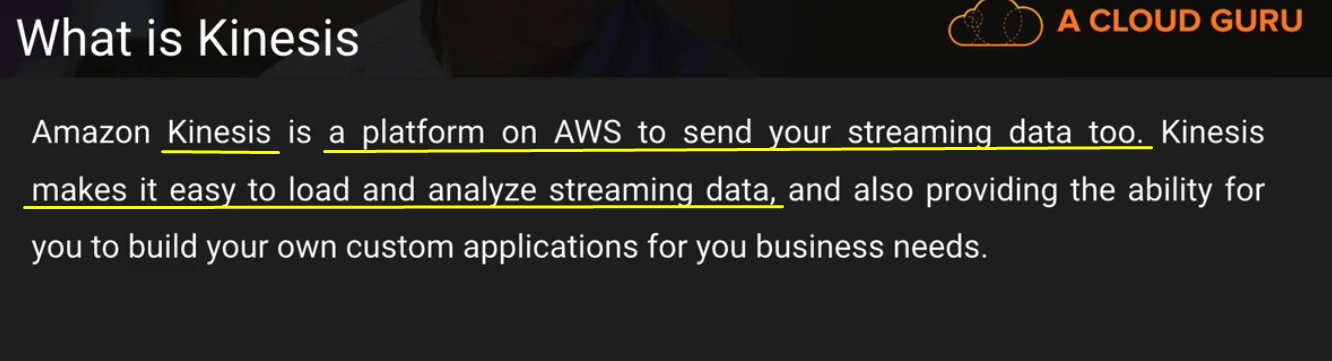 What is Kinesis
A CLOUD GURU
Amazon Kinesis is a platform on AWS to send your streaming data too. Kinesis
makes it easy to load and analyze streaming data, and also providing the ability for
you to build your own custom applications for you business needs.